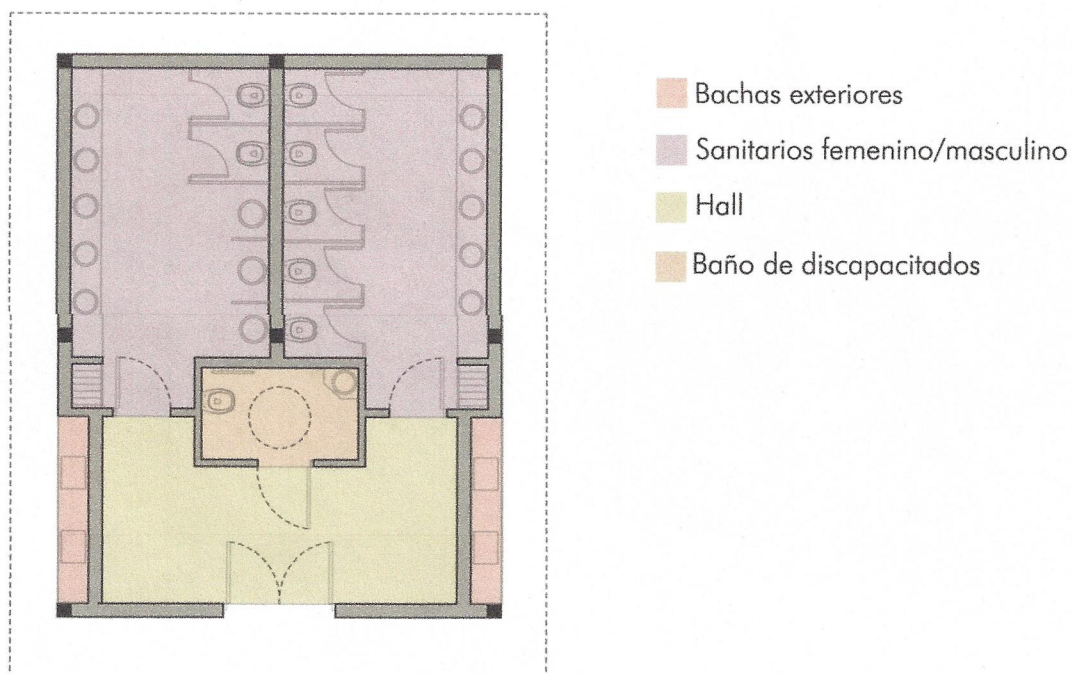 Bachas exteriores
Sanitarios femenino/masculino
Hall
Baño de discapacitados